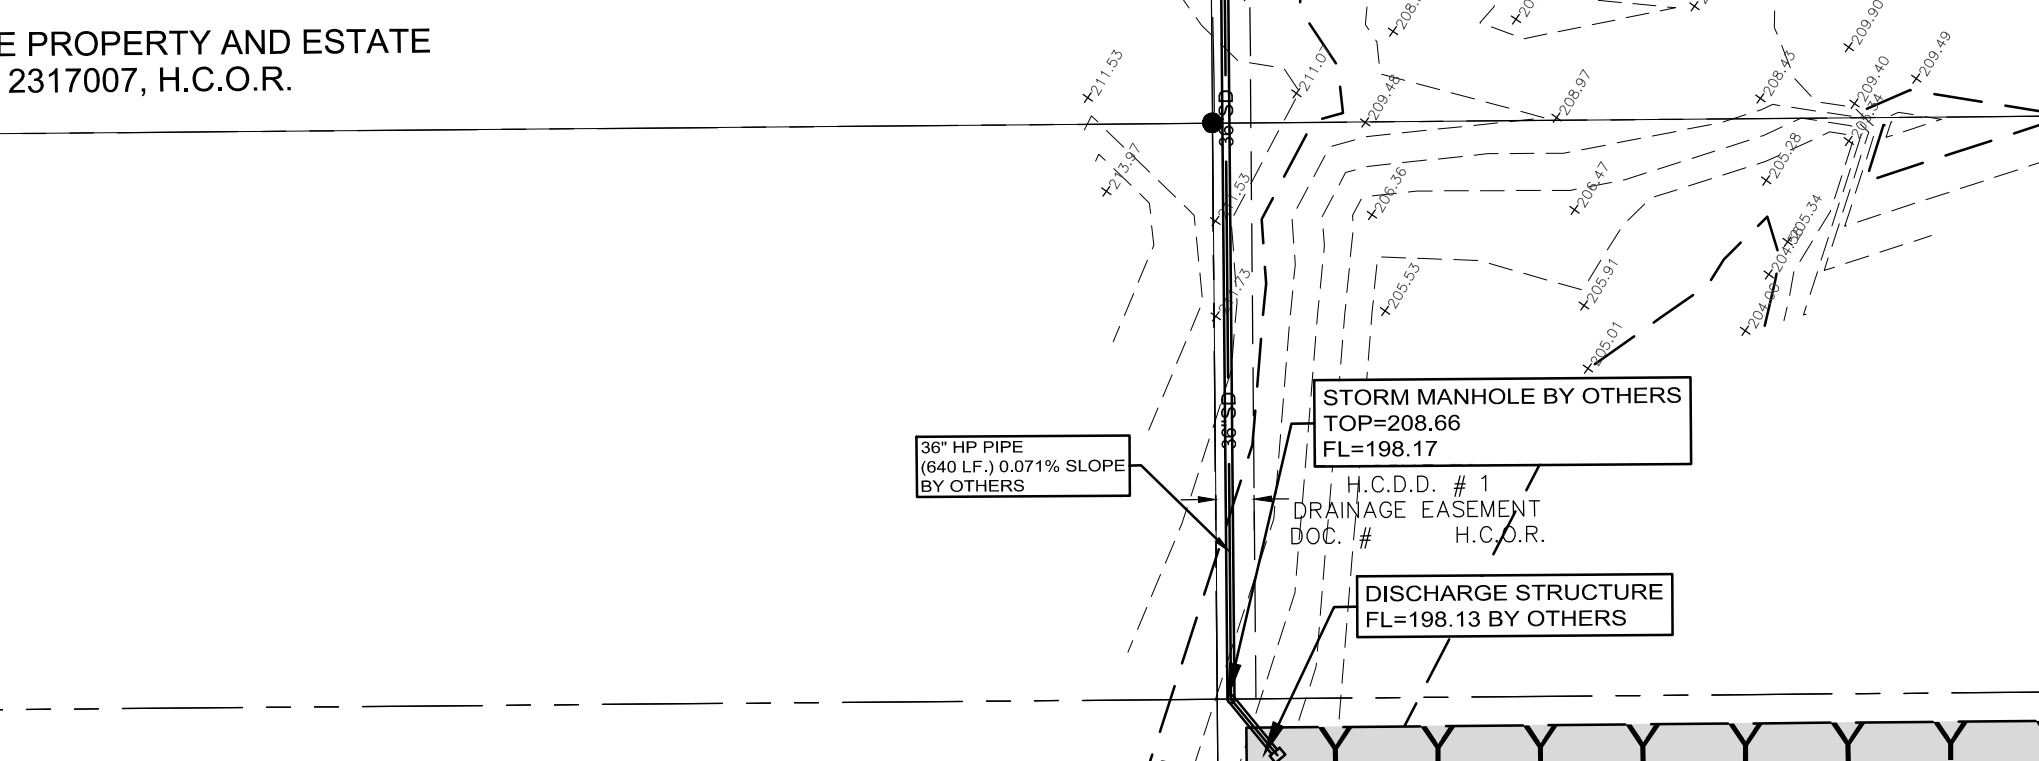 E PROPERTY AND ESTATE
2317007, H.C.O.R.
+211.53
+211.07
+209.48
+208.97
+208.43
+209.90
+209.40
+209.49
+213.97
+206.36
+206.47
+205.28
+205.34
+205.53
+205.91
+205.01
36"SD
36"SD
STORM MANHOLE BY OTHERS
TOP=208.66
FL=198.17
36" HP PIPE
(640 LF.) 0.071% SLOPE
BY OTHERS
H.C.D.D. # 1
DRAINAGE EASEMENT
DOC. # H.C.O.R.
DISCHARGE STRUCTURE
FL=198.13 BY OTHERS